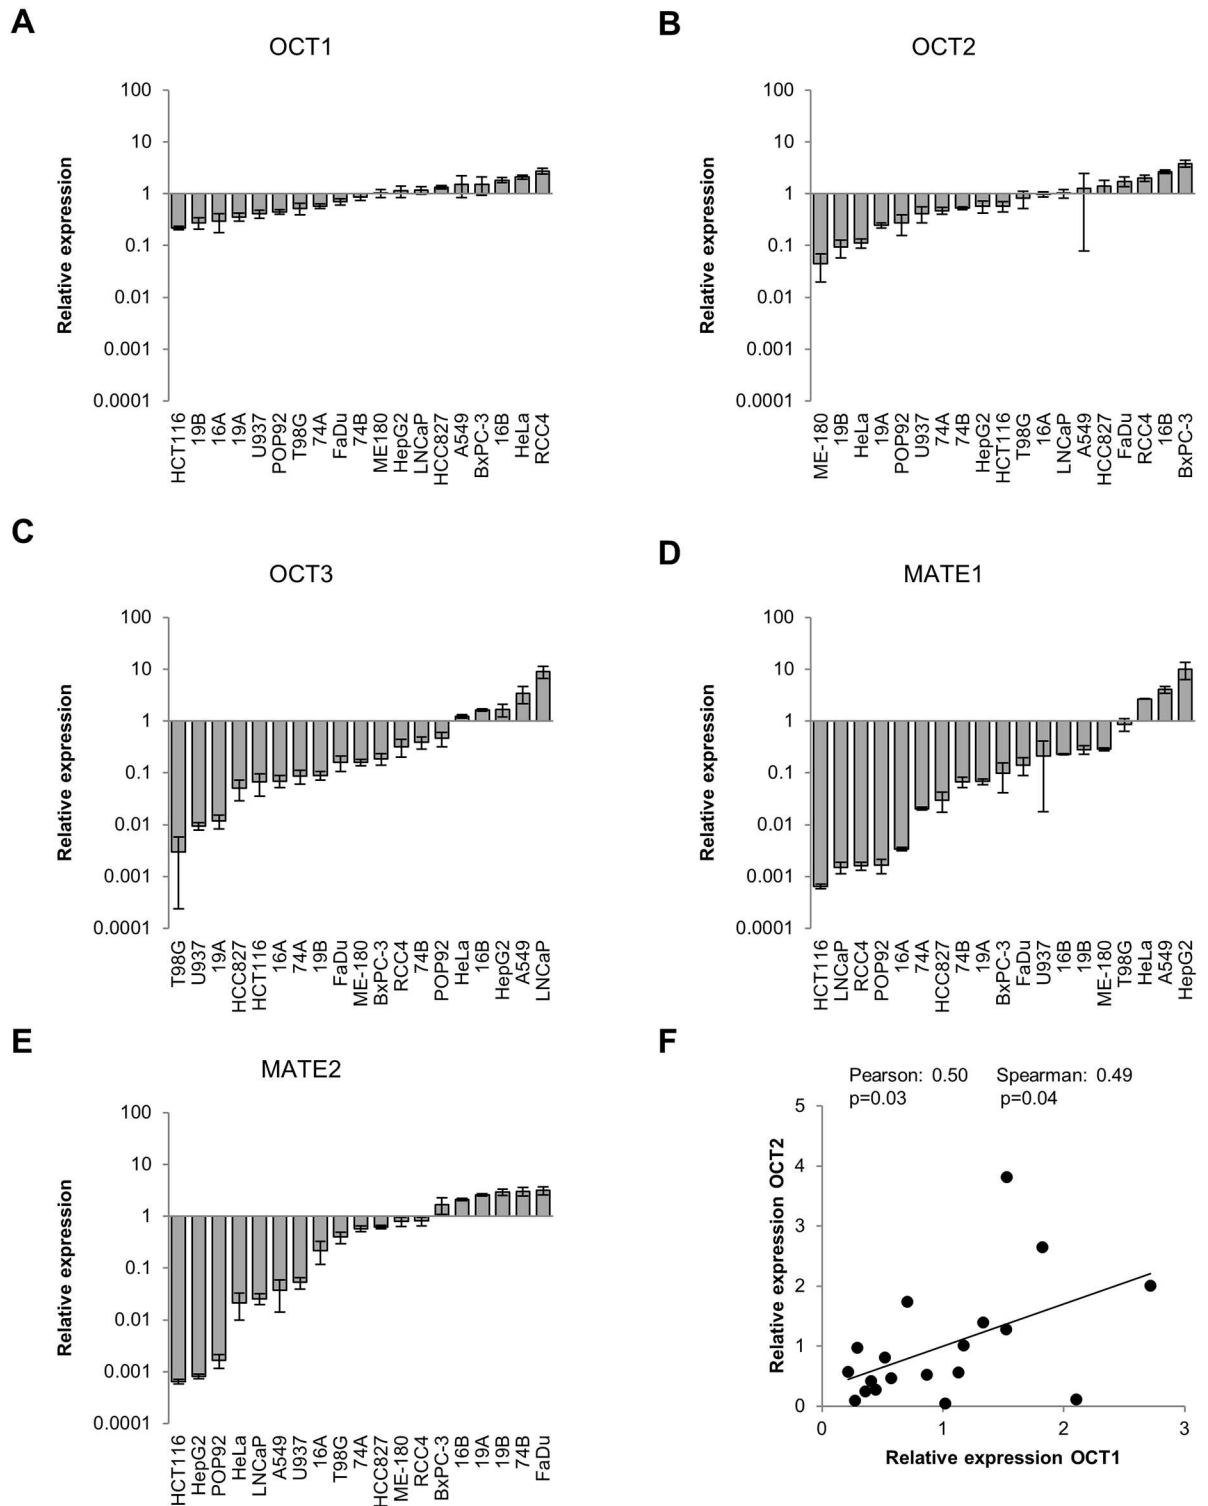 A
OCT1
Relative expression
100
10
1
0.1
0.01
0.001
0.0001
HCT116
19B
16A
19A
U937
POP92
T98G
74A
FaDu
74B
ME180
HepG2
LNCaP
HCC827
A549
BxPC-3
16B
HeLa
RCC4
B
OCT2
Relative expression
100
10
1
0.1
0.01
0.001
0.0001
ME-180
19B
HeLa
19A
POP92
U937
74A
74B
HepG2
HCT116
T98G
16A
LNCaP
A549
HCC827
FaDu
RCC4
16B
BxPC-3
C
OCT3
Relative expression
100
10
1
0.1
0.01
0.001
0.0001
T98G
U937
19A
HCC827
HCT116
16A
74A
19B
FaDu
ME-180
BxPC-3
RCC4
74B
POP92
HeLa
16B
HepG2
A549
LNCaP
D
MATE1
Relative expression
100
10
1
0.1
0.01
0.001
0.0001
HCT116
LNCaP
RCC4
POP92
16A
74A
HCC827
74B
19A
BxPC-3
FaDu
U937
16B
19B
ME-180
T98G
HeLa
A549
HepG2
E
MATE2
Relative expression
100
10
1
0.1
0.01
0.001
0.0001
HCT116
HepG2
POP92
HeLa
LNCaP
A549
U937
16A
T98G
74A
HCC827
ME-180
RCC4
BxPC-3
16B
19A
19B
74B
FaDu
F
Pearson: 0.50 Spearman: 0.49
p=0.03 p=0.04
Relative expression OCT2
5
4
3
2
1
0
0 1 2 3
Relative expression OCT1